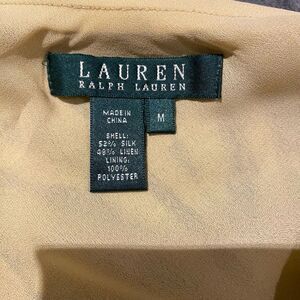 LAUREN
RALPH LAUREN
MADE IN
CHINA
M
SHELL:
52% SILK
48% LINEN
LINING:
100%
POLYESTER